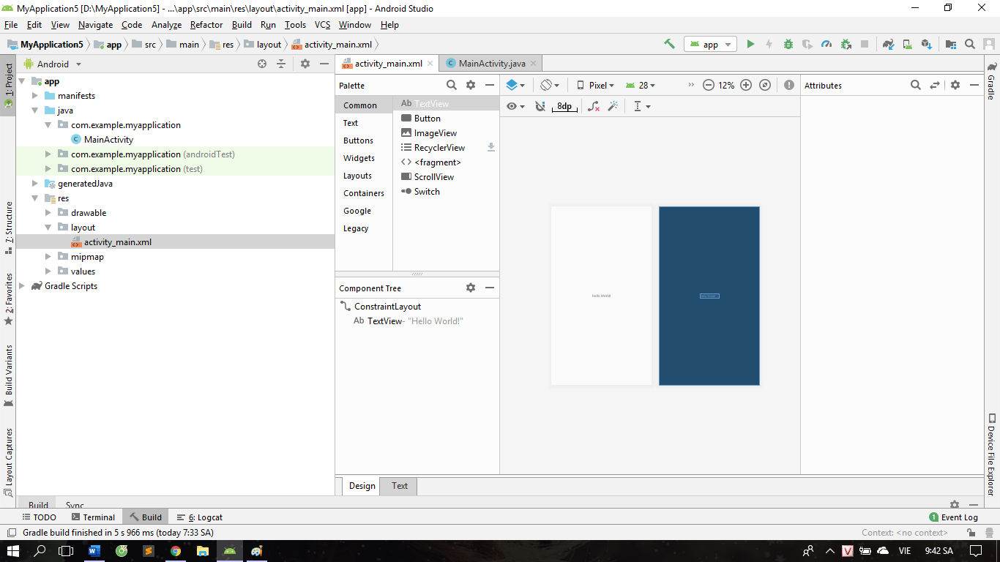 MyApplication5 [D:\MyApplication5] - ...\app\src\main\res\layout\activity_main.xml [app] - Android Studio
File Edit View Navigate Code Analyze Refactor Build Run Tools VCS Window Help
MyApplication5 app src main res layout activity_main.xml
app
1: Project
Z: Structure
2: Favorites
Build Variants
Layout Captures
Android
app
manifests
java
com.example.myapplication
MainActivity
com.example.myapplication (androidTest)
com.example.myapplication (test)
generatedJava
res
drawable
layout
activity_main.xml
mipmap
values
Gradle Scripts
activity_main.xml MainActivity.java
Palette
Common
Text
Buttons
Widgets
Layouts
Containers
Google
Legacy
Ab TextView
Button
ImageView
RecyclerView
<> <fragment>
ScrollView
Switch
Component Tree
ConstraintLayout
Ab TextView- "Hello World!"
Pixel 28 >> 12%
8dp
Hello World!
Attributes
Gradle
Device File Explorer
Design Text
Build Sync
TODO Terminal Build 6: Logcat
1 Event Log
Gradle build finished in 5 s 966 ms (today 7:33 SA)
Context: <no context>
VIE 9:42 SA